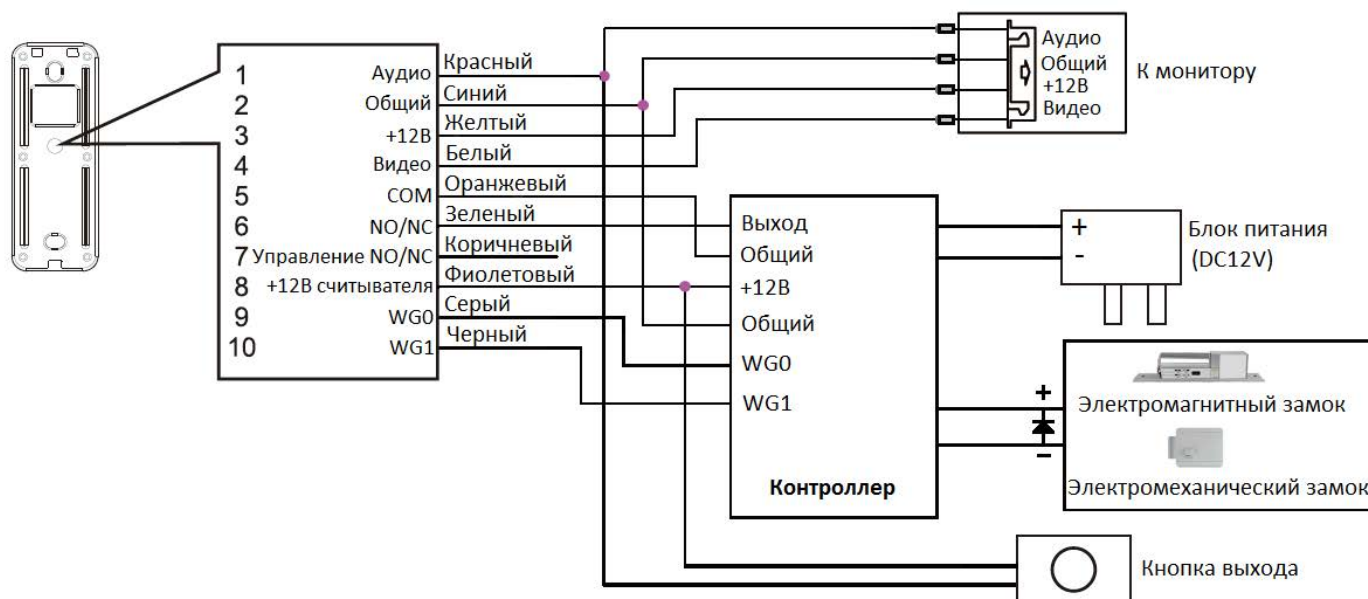 1 Аудио Красный
2 Общий Синий
3 +12В Желтый
4 Видео Белый
5 COM Оранжевый
6 NO/NC Зеленый
7 Управление NO/NC Коричневый
8 +12В считывателя Фиолетовый
9 WG0 Серый
10 WG1 Черный
Аудио
Общий
+12В
Видео
К монитору
Выход
Общий
+12В
Общий
WG0
WG1
Контроллер
+
-
Блок питания
(DC12V)
+
Электромагнитный замок
–
Электромеханический замок
Кнопка выхода